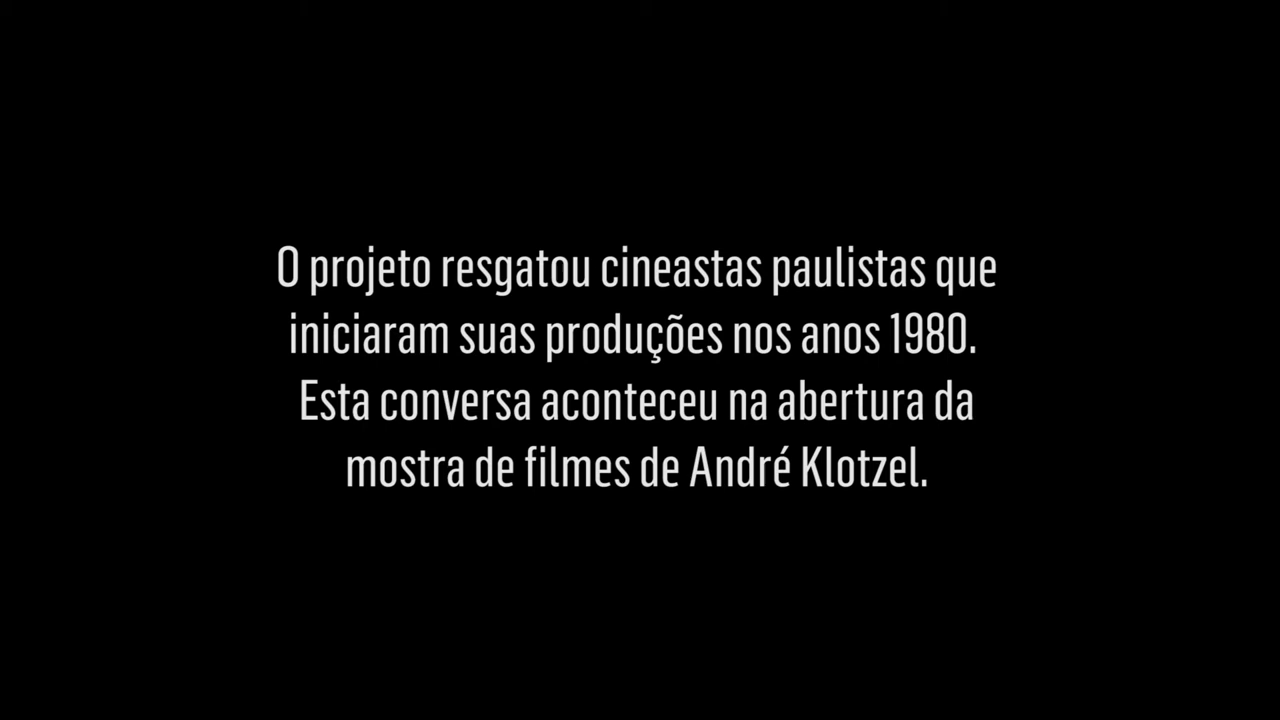 O projeto resgatou cineastas paulistas que
iniciaram suas produções nos anos 1980.
Esta conversa aconteceu na abertura da
mostra de filmes de André Klotzel.